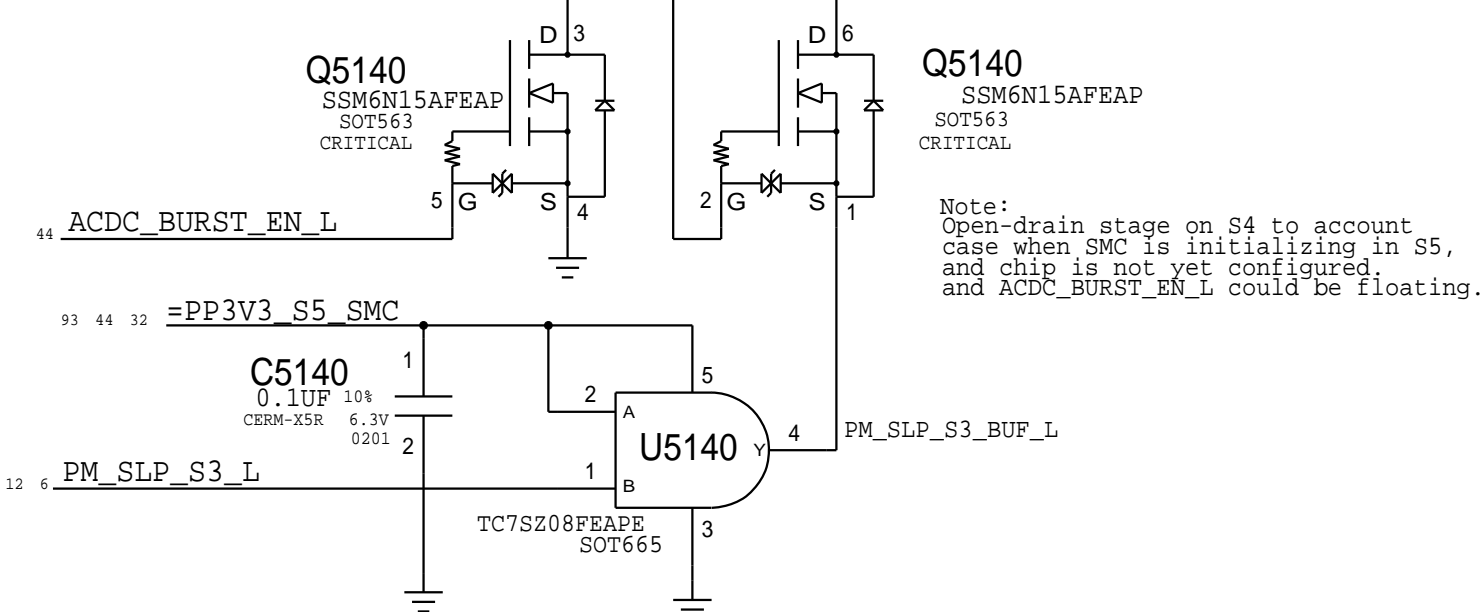 D 3
Q5140
SSM6N15AFEAP
SOT563
CRITICAL
5 G S 4
44 ACDC_BURST_EN_L
D 6
Q5140
SSM6N15AFEAP
SOT563
CRITICAL
2 G S 1
Note:
Open-drain stage on S4 to account
case when SMC is initializing in S5,
and chip is not yet configured.
and ACDC_BURST_EN_L could be floating.
93 44 32 =PP3V3_S5_SMC
1
C5140
0.1UF 10%
CERM-X5R 6.3V
0201
2
5
2 A
U5140 Y 4 PM_SLP_S3_BUF_L
12 6 PM_SLP_S3_L
1 B
TC7SZ08FEAPE
SOT665
3